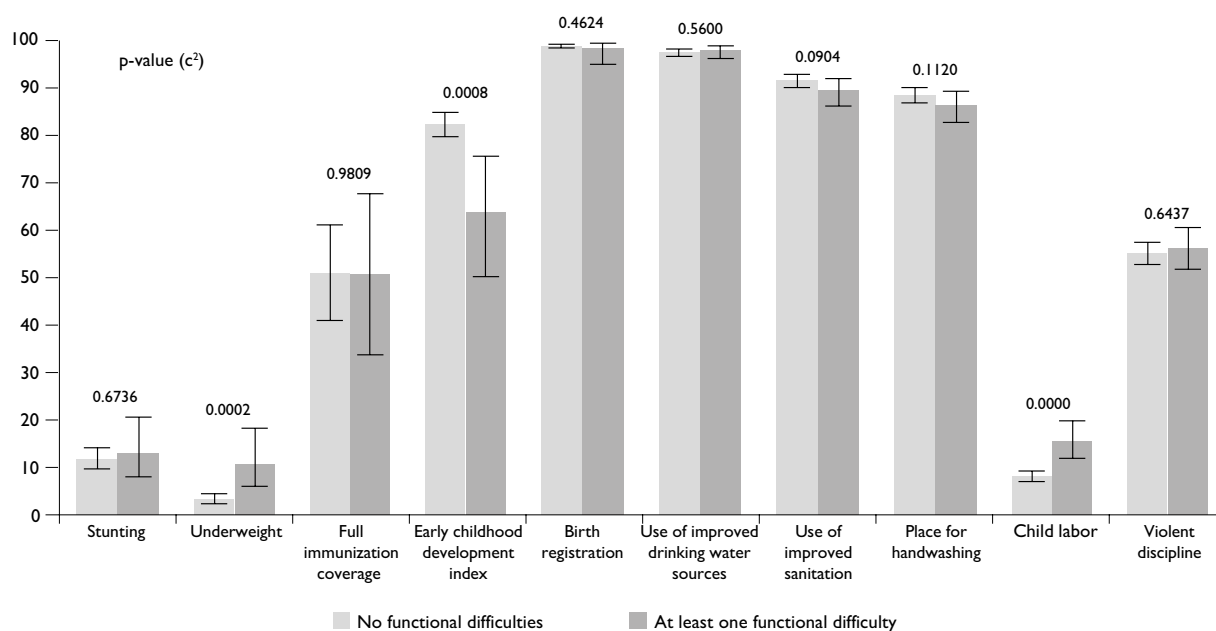 0.4624
0.5600
100
p-value (c²)
0.0904
0.1120
90
0.0008
80
70
0.9809
0.6437
60
50
40
30
0.6736
0.0002
0.0000
20
10
0
Stunting
Underweight
Full
immunization
coverage
Early childhood
development
index
Birth
registration
Use of improved
drinking water
sources
Use of
improved
sanitation
Place for
handwashing
Child labor
Violent
discipline
No functional difficulties
At least one functional difficulty